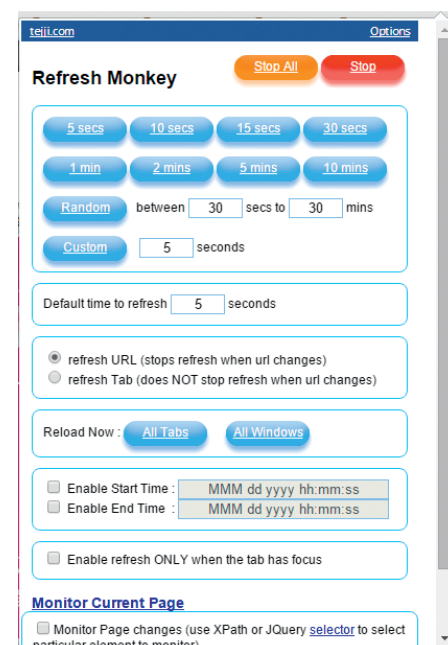 tejji.com Options
Refresh Monkey Stop All Stop
5 secs 10 secs 15 secs 30 secs
1 min 2 mins 5 mins 10 mins
Random between 30 secs to 30 mins
Custom 5 seconds
Default time to refresh 5 seconds
refresh URL (stops refresh when url changes)
refresh Tab (does NOT stop refresh when url changes)
Reload Now : All Tabs All Windows
Enable Start Time : MMM dd yyyy hh:mm:ss
Enable End Time : MMM dd yyyy hh:mm:ss
Enable refresh ONLY when the tab has focus
Monitor Current Page
Monitor Page changes (use XPath or JQuery selector to select
particular element to monitor)